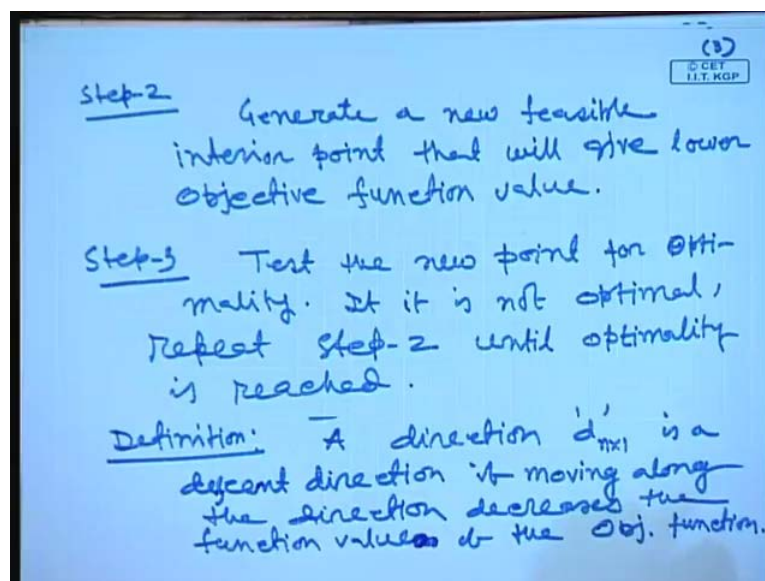 (3)
© CET
I.I.T. KGP
Step-2 Generate a new feasible
interior point that will give lower
objective function value.
Step-3 Test the new point for Opti-
mality. If it is not optimal,
Repeat Step-2 until optimality
is reached.
Definition: A direction 'd' nx1 is a
descent direction if moving along
the direction decreases the
function value of the Obj. function.